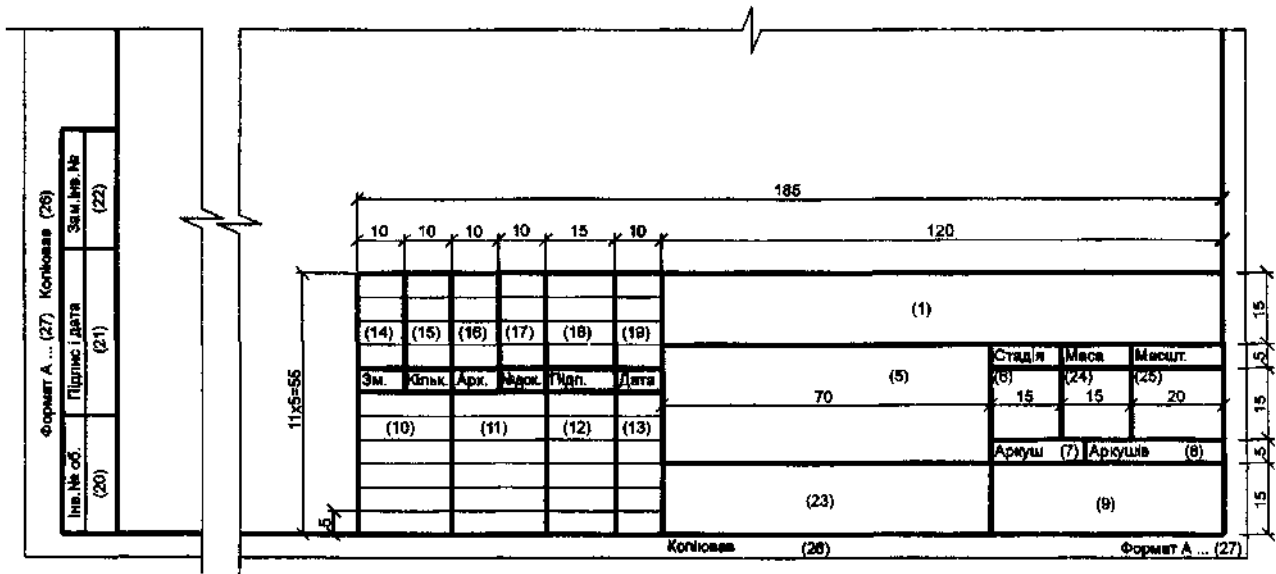 185
10 10 10 10 15 10 120
(1)
15
(14) (15) (16) (17) (18) (19)
Стадія Маса Масшт.
5
Зм. Кільк. Арк. №док. Підп. Дата
(5)
(6) (24) (25)
70
15 15 20
15
11х5=55
(10) (11) (12) (13)
Аркуш (7) Аркушів (8)
5
(23) (9)
15
5
Копіював (26) Формат А ... (27)
Формат А ... (27) Копіював (26)
Інв.№ об. Підпис і дата Зам.інв.№
(20) (21) (22)